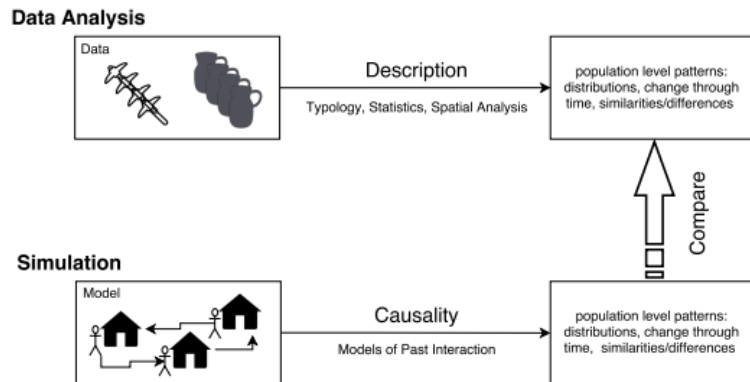 Data Analysis
Data
Description
Typology, Statistics, Spatial Analysis
population level patterns:
distributions, change through
time, similarities/differences
Compare
Simulation
Model
Causality
Models of Past Interaction
population level patterns:
distributions, change through
time, similarities/differences